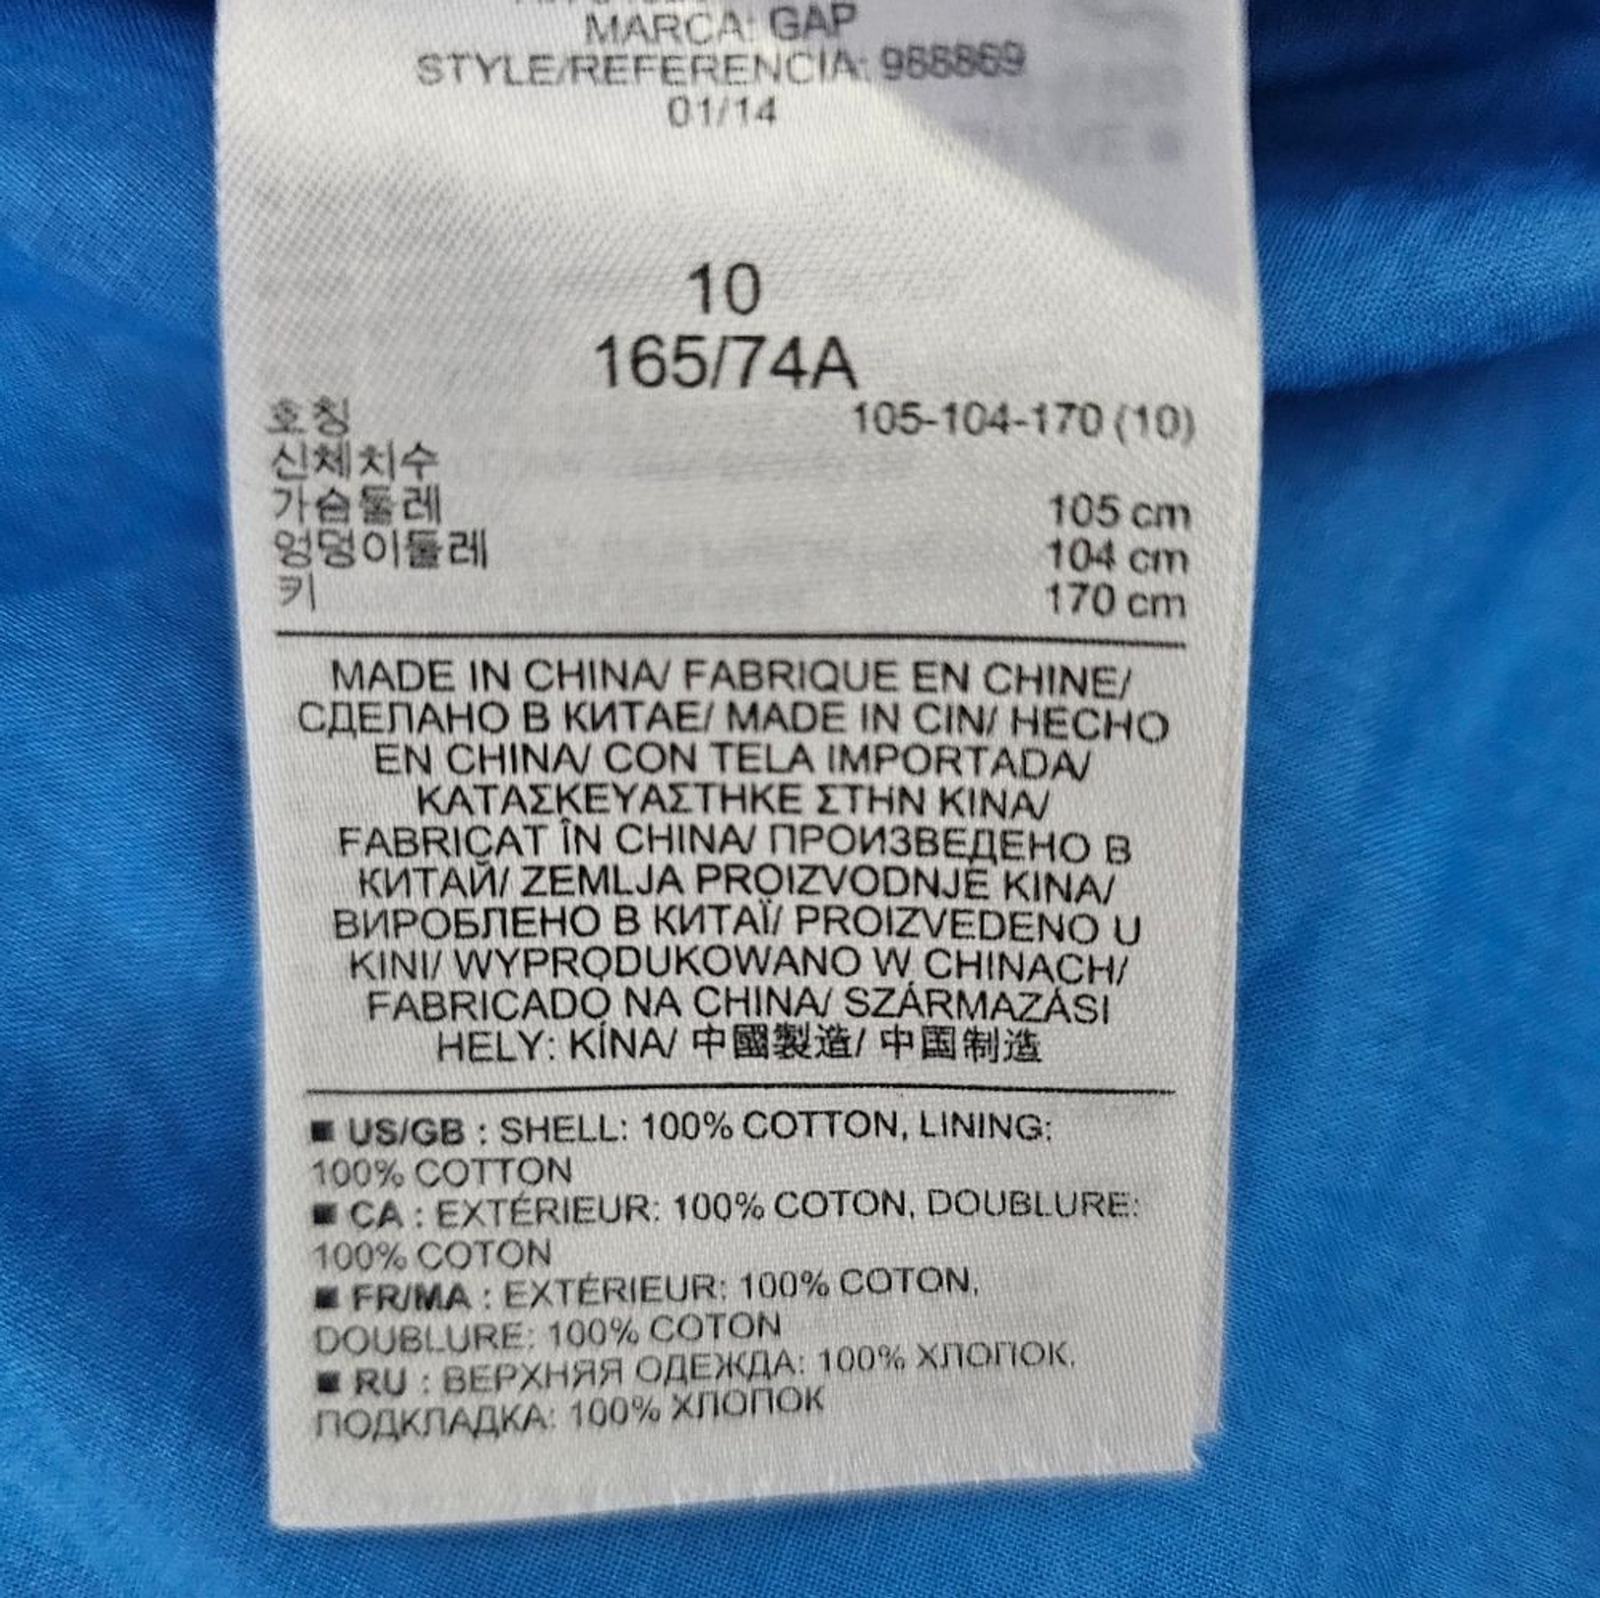 MARCA: GAP
STYLE/REFERENCIA: 988869
01/14
10
165/74A
호칭 105-104-170 (10)
신체치수
가슴둘레 105 cm
엉덩이둘레 104 cm
키 170 cm
MADE IN CHINA/ FABRIQUE EN CHINE/
СДЕЛАНО В КИТАЕ/ MADE IN CIN/ HECHO
EN CHINA/ CON TELA IMPORTADA/
ΚΑΤΑΣΚΕΥΑΣΤΗΚΕ ΣΤΗΝ ΚΙΝΑ/
FABRICAT ÎN CHINA/ ПРОИЗВЕДЕНО В
КИТАЙ/ ZEMLJA PROIZVODNJE KINA/
ВИРОБЛЕНО В КИТАЇ/ PROIZVEDENO U
KINI/ WYPRODUKOWANO W CHINACH/
FABRICADO NA CHINA/ SZÁRMAZÁSI
HELY: KÍNA/ 中國製造/ 中国制造
■ US/GB : SHELL: 100% COTTON, LINING:
100% COTTON
■ CA : EXTÉRIEUR: 100% COTON, DOUBLURE:
100% COTON
■ FR/MA : EXTÉRIEUR: 100% COTON,
DOUBLURE: 100% COTON
■ RU : ВЕРХНЯЯ ОДЕЖДА: 100% ХЛОПОК,
ПОДКЛАДКА: 100% ХЛОПОК